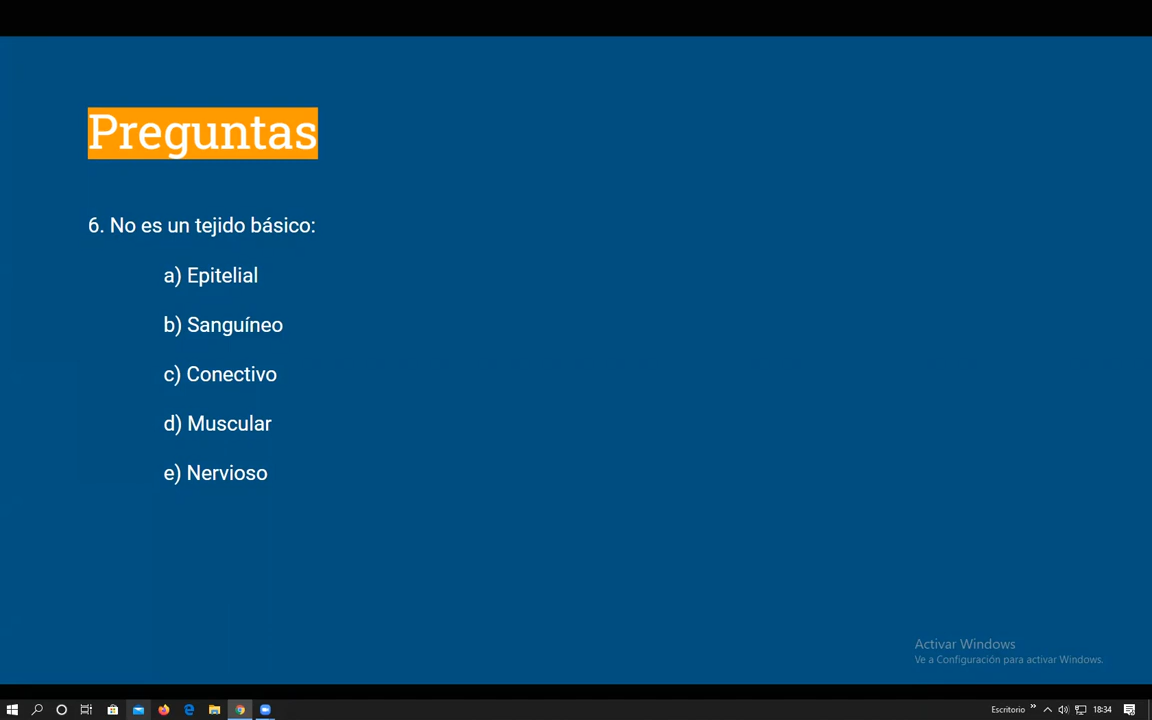 Preguntas
6. No es un tejido básico:
a) Epitelial
b) Sanguíneo
c) Conectivo
d) Muscular
e) Nervioso
Activar Windows
Ve a Configuración para activar Windows.
Escritorio » 18:34